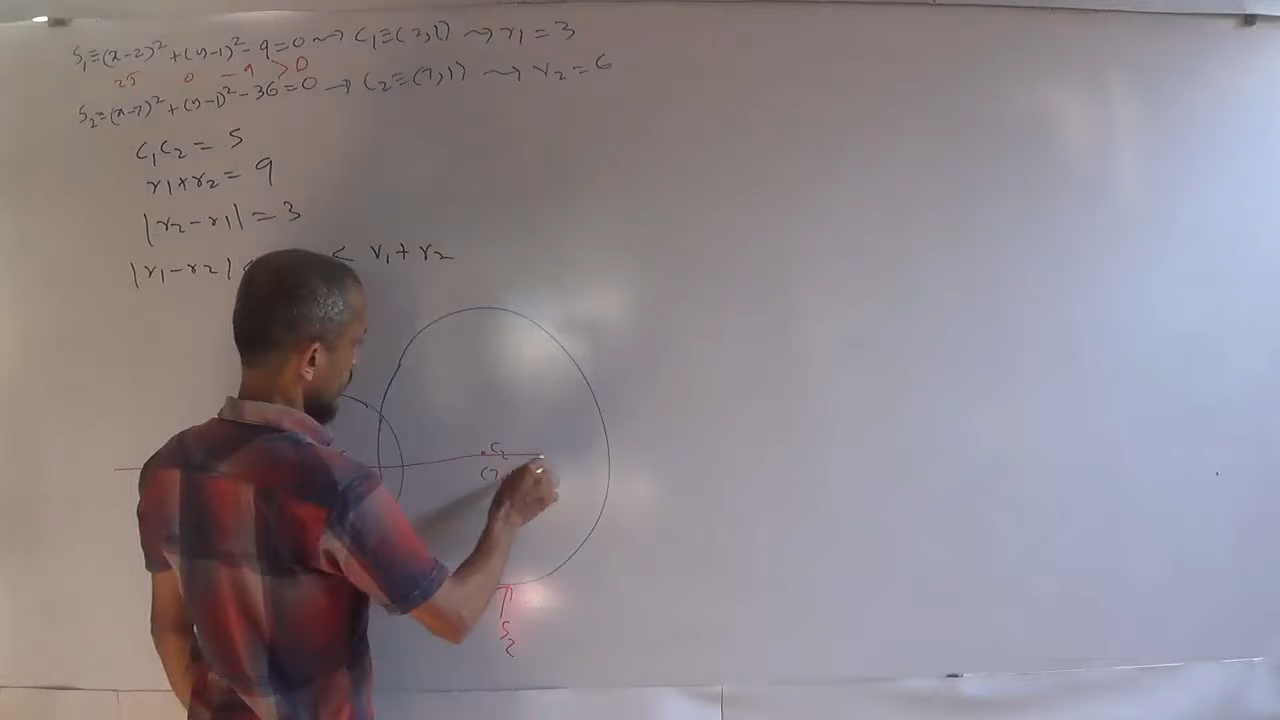 S₁≡(x-2)²+(y-1)²-9=0 ⇝ C₁≡(2,1) ⇝ r₁=3
25 0 -9 >0
S₂≡(x-7)²+(y-1)²-36=0 → C₂≡(7,1) ⇝ r₂=6
C₁C₂ = 5
r₁+r₂ = 9
|r₂-r₁| = 3
|r₁-r₂| < < r₁+r₂
C₂
(7
S₂